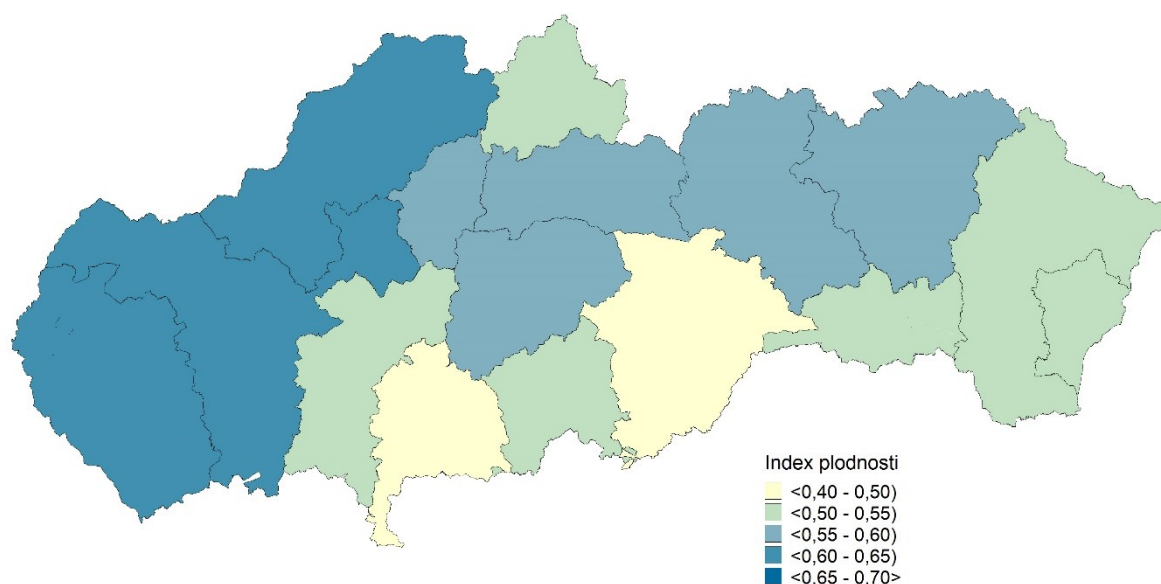 Index plodnosti
<0,40 - 0,50)
<0,50 - 0,55)
<0,55 - 0,60)
<0,60 - 0,65)
<0,65 - 0,70>